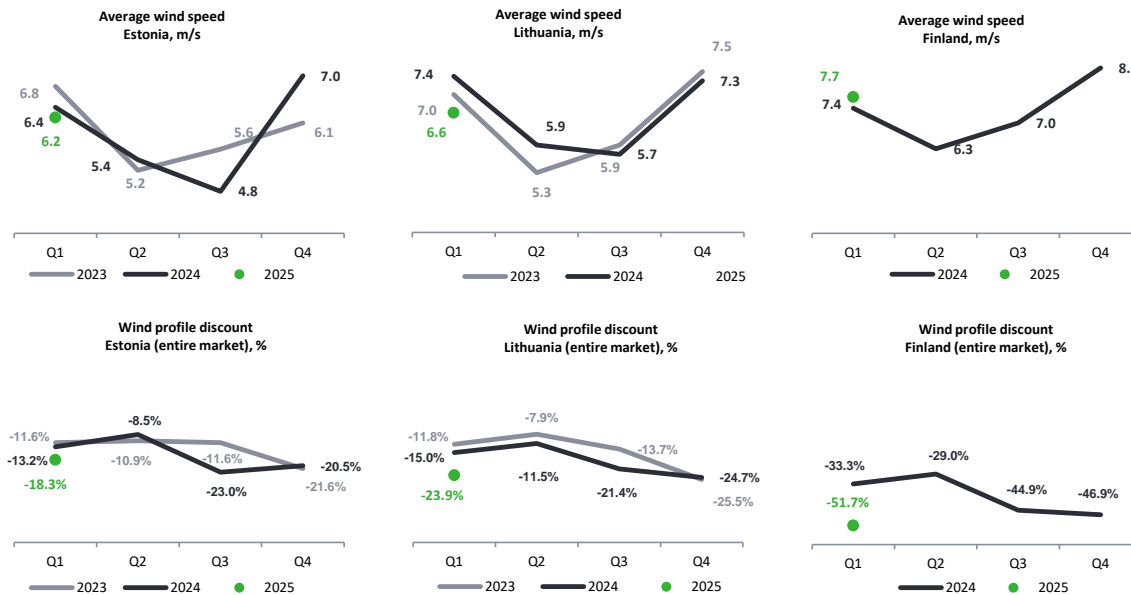 Average wind speed
Estonia, m/s
6.8
6.4
6.2
5.4
5.2
5.6
4.8
7.0
6.1
Q1 Q2 Q3 Q4
2023 2024 2025
Average wind speed
Lithuania, m/s
7.4
7.0
6.6
5.9
5.3
5.9
5.7
7.5
7.3
Q1 Q2 Q3 Q4
2023 2024 2025
Average wind speed
Finland, m/s
7.7
7.4
6.3
7.0
8.
Q1 Q2 Q3 Q4
2024 2025
Wind profile discount
Estonia (entire market), %
-11.6%
-13.2%
-18.3%
-8.5%
-10.9%
-11.6%
-23.0%
-20.5%
-21.6%
Q1 Q2 Q3 Q4
2023 2024 2025
Wind profile discount
Lithuania (entire market), %
-11.8%
-15.0%
-23.9%
-7.9%
-11.5%
-13.7%
-21.4%
-24.7%
-25.5%
Q1 Q2 Q3 Q4
2023 2024 2025
Wind profile discount
Finland (entire market), %
-33.3%
-51.7%
-29.0%
-44.9%
-46.9%
Q1 Q2 Q3 Q4
2024 2025